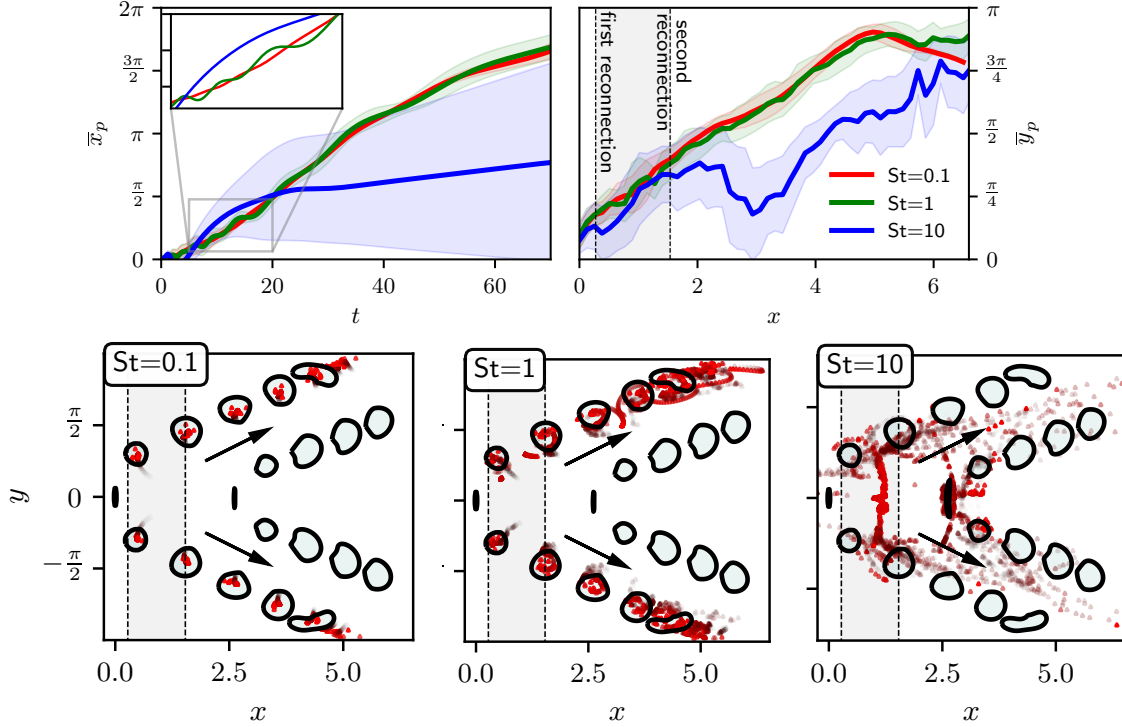 2π
3π/2
π
π/2
0
x̄_p
0
20
40
60
t
first reconnection
second
reconnection
St=0.1
St=1
St=10
π
3π/4
π/2
π/4
0
ȳ_p
0
2
4
6
x
St=0.1
St=1
St=10
π/2
0
−π/2
y
0.0
2.5
5.0
x
0.0
2.5
5.0
x
0.0
2.5
5.0
x